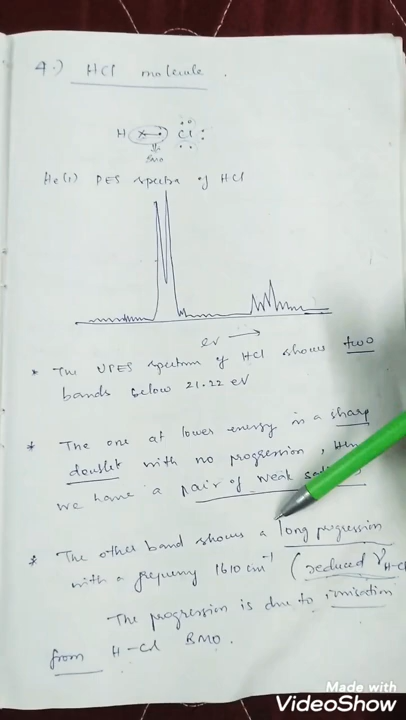 4.) HCl molecule.
H Cl
BMO
He(1) PES spectra of HCl
eV
* The UPES spectrum of HCl shows two
bands below 21.22 eV
* The one at lower energy is a sharp
doublet with no progression,
we have a pair of weak
* The other band shows a long progression
with a frequency 1610 cm-1 (reduced γH-Cl
The progression is due to ionisation
from H-Cl BMO.
Made with
VideoShow